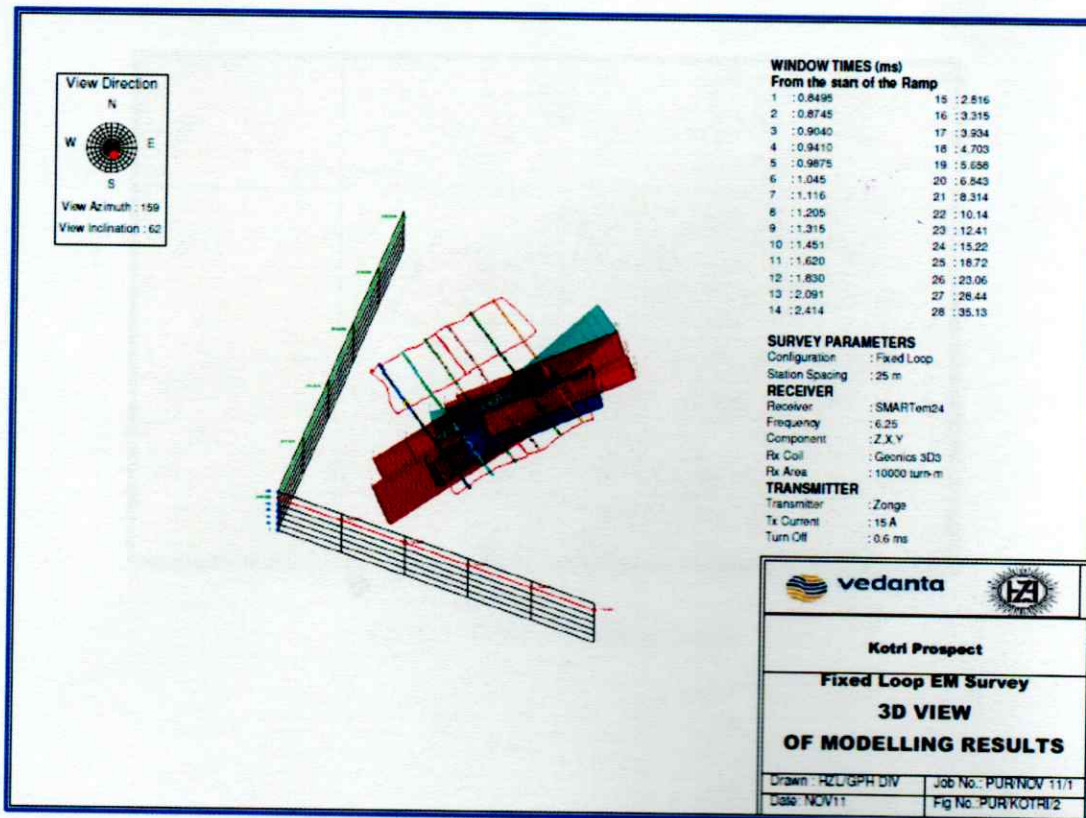 View Direction
N
W E
S
View Azimuth : 159
View Inclination : 62
WINDOW TIMES (ms)
From the start of the Ramp
1 : 0.8495 15 : 2.816
2 : 0.8745 16 : 3.315
3 : 0.9040 17 : 3.934
4 : 0.9410 18 : 4.703
5 : 0.9875 19 : 5.658
6 : 1.045 20 : 6.843
7 : 1.116 21 : 8.314
8 : 1.205 22 : 10.14
9 : 1.315 23 : 12.41
10 : 1.451 24 : 15.22
11 : 1.620 25 : 18.72
12 : 1.830 26 : 23.06
13 : 2.091 27 : 28.44
14 : 2.414 28 : 35.13
SURVEY PARAMETERS
Configuration : Fixed Loop
Station Spacing : 25 m
RECEIVER
Receiver : SMARTem24
Frequency : 6.25
Component : Z,X,Y
Rx Coil : Geonics 3D3
Rx Area : 10000 turn-m
TRANSMITTER
Transmitter : Zonge
Tx Current : 15 A
Turn Off : 0.6 ms
vedanta HZL
Kotri Prospect
Fixed Loop EM Survey
3D VIEW
OF MODELLING RESULTS
Drawn : HZL/GPH DIV Job No.: PUR/NOV 11/1
Date: NOV11 Fig No.:PUR/KOTRI/2